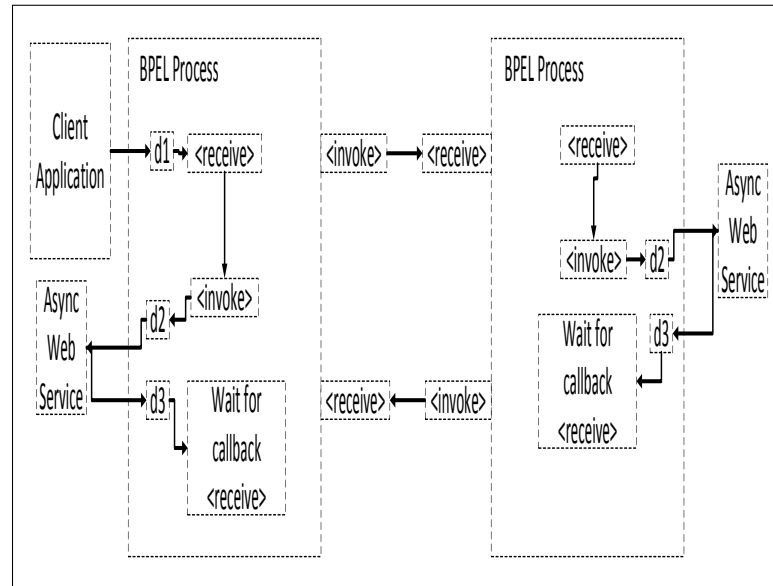 BPEL Process
BPEL Process
Client
Application
d1
<receive>
<invoke>
<receive>
<receive>
<invoke>
d2
Async
Web
Service
<invoke>
d2
Async
Web
Service
d3
Wait for
callback
<receive>
<receive>
<invoke>
d3
Wait for
callback
<receive>